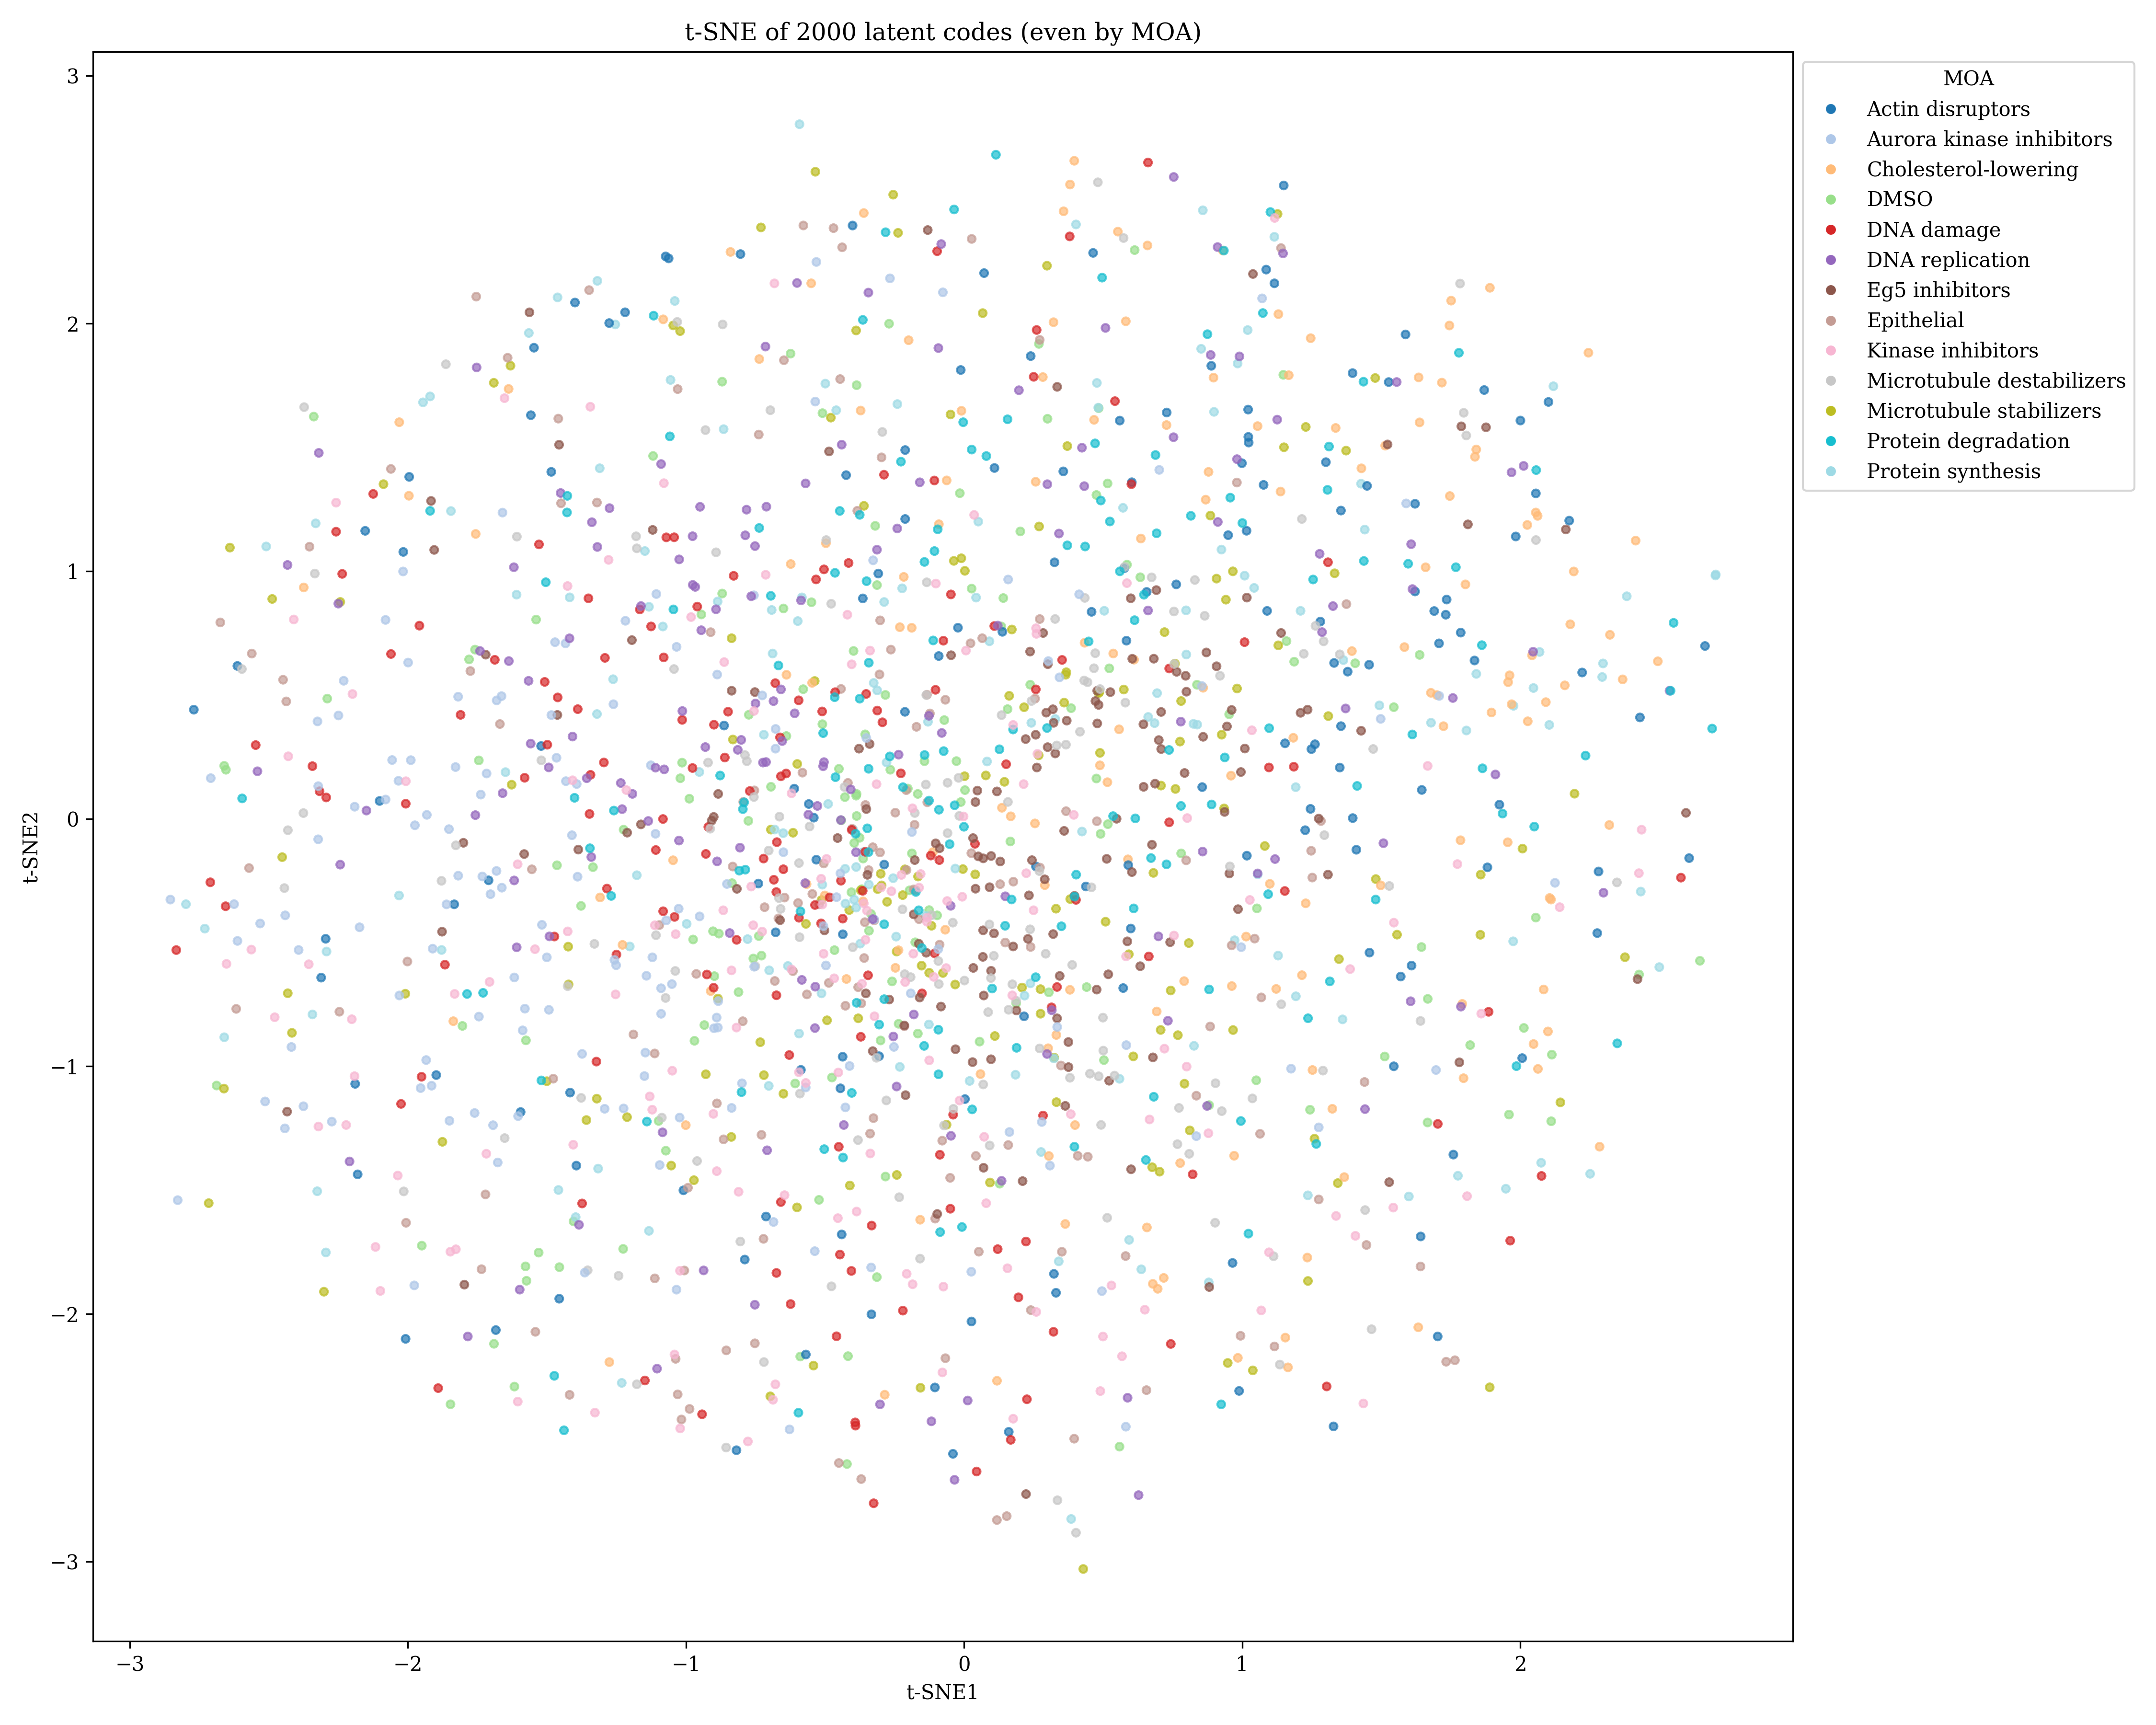 t-SNE of 2000 latent codes (even by MOA)
MOA
Actin disruptors
Aurora kinase inhibitors
Cholesterol-lowering
DMSO
DNA damage
DNA replication
Eg5 inhibitors
Epithelial
Kinase inhibitors
Microtubule destabilizers
Microtubule stabilizers
Protein degradation
Protein synthesis
t-SNE2
3
2
1
0
−1
−2
−3
−3
−2
−1
0
1
2
t-SNE1